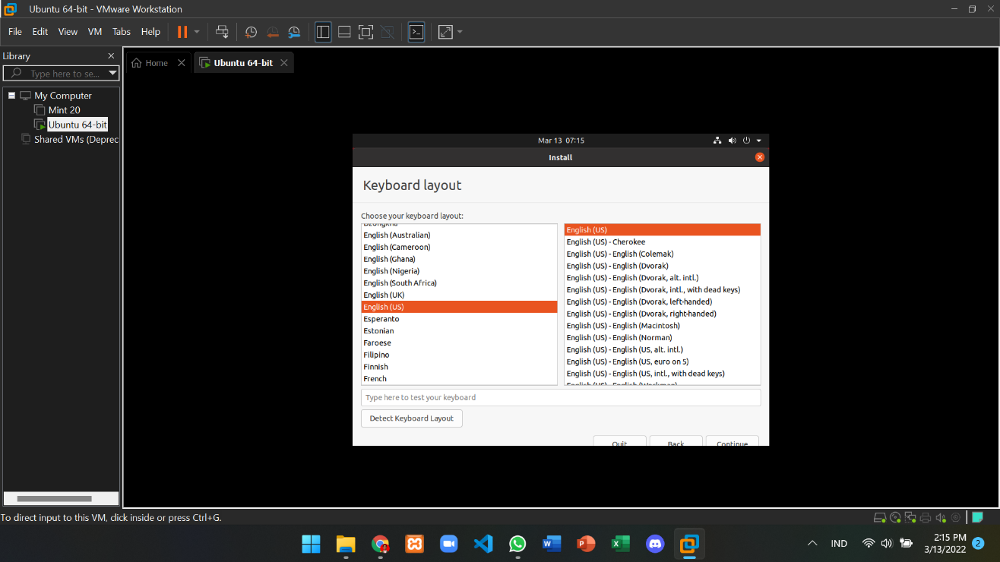 Ubuntu 64-bit - VMware Workstation
File Edit View VM Tabs Help
Library
Type here to se...
My Computer
Mint 20
Ubuntu 64-bit
Shared VMs (Deprec
Home
Ubuntu 64-bit
Mar 13 07:15
Install
Keyboard layout
Choose your keyboard layout:
Dzongkha
English (Australian)
English (Cameroon)
English (Ghana)
English (Nigeria)
English (South Africa)
English (UK)
English (US)
Esperanto
Estonian
Faroese
Filipino
Finnish
French
English (US)
English (US) - Cherokee
English (US) - English (Colemak)
English (US) - English (Dvorak)
English (US) - English (Dvorak, alt. intl.)
English (US) - English (Dvorak, intl., with dead keys)
English (US) - English (Dvorak, left-handed)
English (US) - English (Dvorak, right-handed)
English (US) - English (Macintosh)
English (US) - English (Norman)
English (US) - English (US, alt. intl.)
English (US) - English (US, euro on 5)
English (US) - English (US, intl., with dead keys)
English (US) - English (Workman)
Type here to test your keyboard
Detect Keyboard Layout
Quit Back Continue
To direct input to this VM, click inside or press Ctrl+G.
IND
2:15 PM
3/13/2022
2